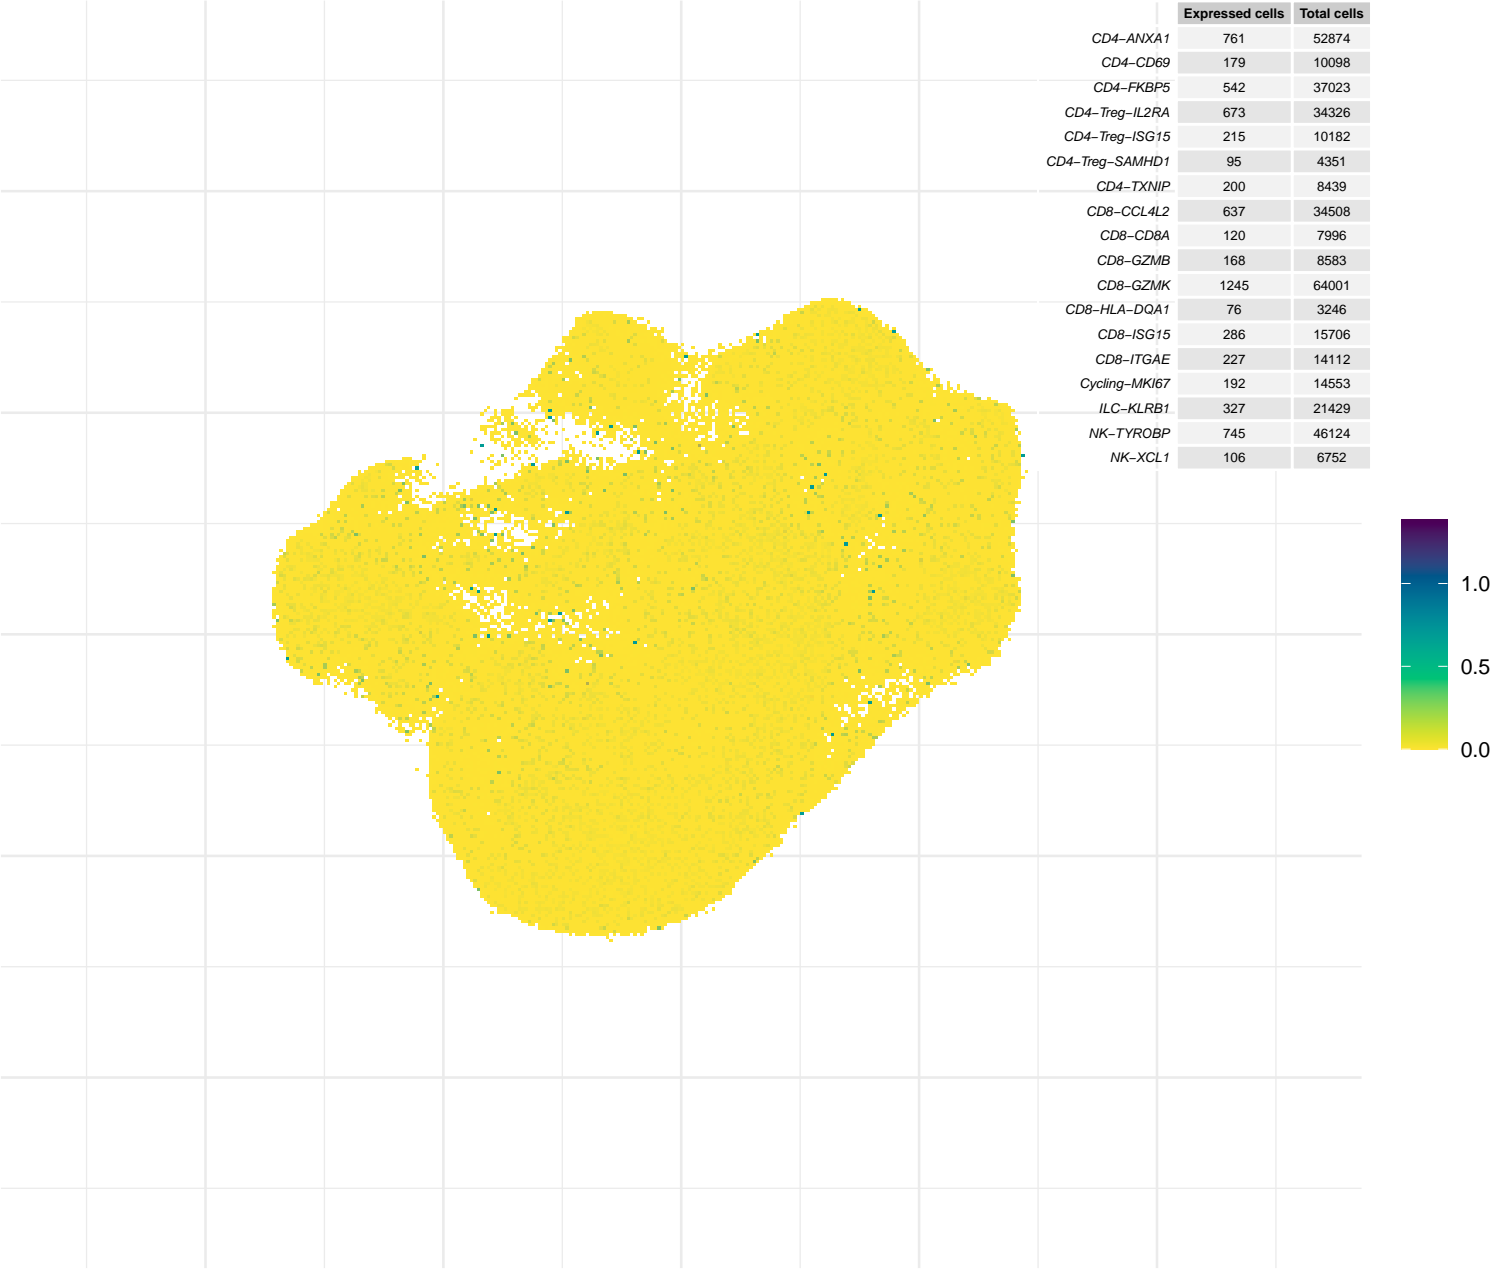 Expressed cells Total cells
CD4−ANXA1 761 52874
CD4−CD69 179 10098
CD4−FKBP5 542 37023
CD4−Treg−IL2RA 673 34326
CD4−Treg−ISG15 215 10182
CD4−Treg−SAMHD1 95 4351
CD4−TXNIP 200 8439
CD8−CCL4L2 637 34508
CD8−CD8A 120 7996
CD8−GZMB 168 8583
CD8−GZMK 1245 64001
CD8−HLA−DQA1 76 3246
CD8−ISG15 286 15706
CD8−ITGAE 227 14112
Cycling−MKI67 192 14553
ILC−KLRB1 327 21429
NK−TYROBP 745 46124
NK−XCL1 106 6752
1.0
0.5
0.0